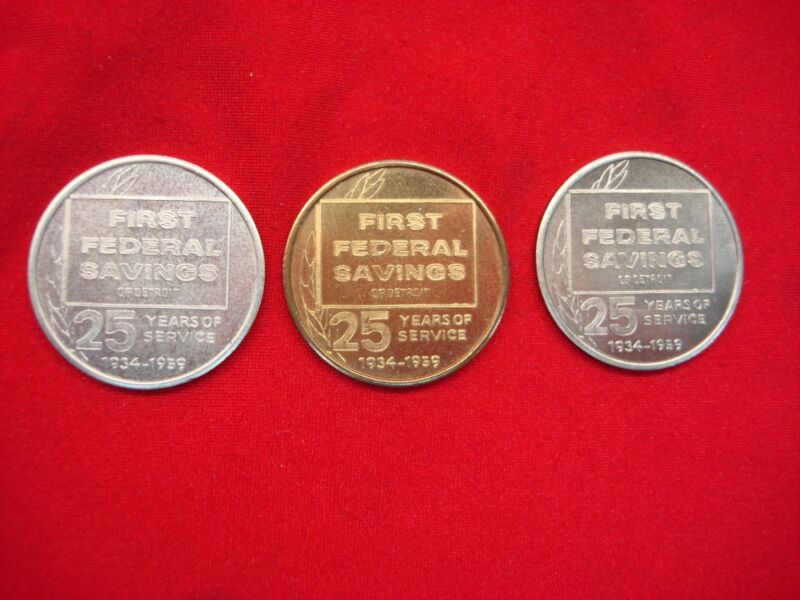 FIRST
FEDERAL
SAVINGS
OF DETROIT
25 YEARS OF
SERVICE
1934-1959
FIRST
FEDERAL
SAVINGS
OF DETROIT
25 YEARS OF
SERVICE
1934-1959
FIRST
FEDERAL
SAVINGS
OF DETROIT
25 YEARS OF
SERVICE
1934-1959